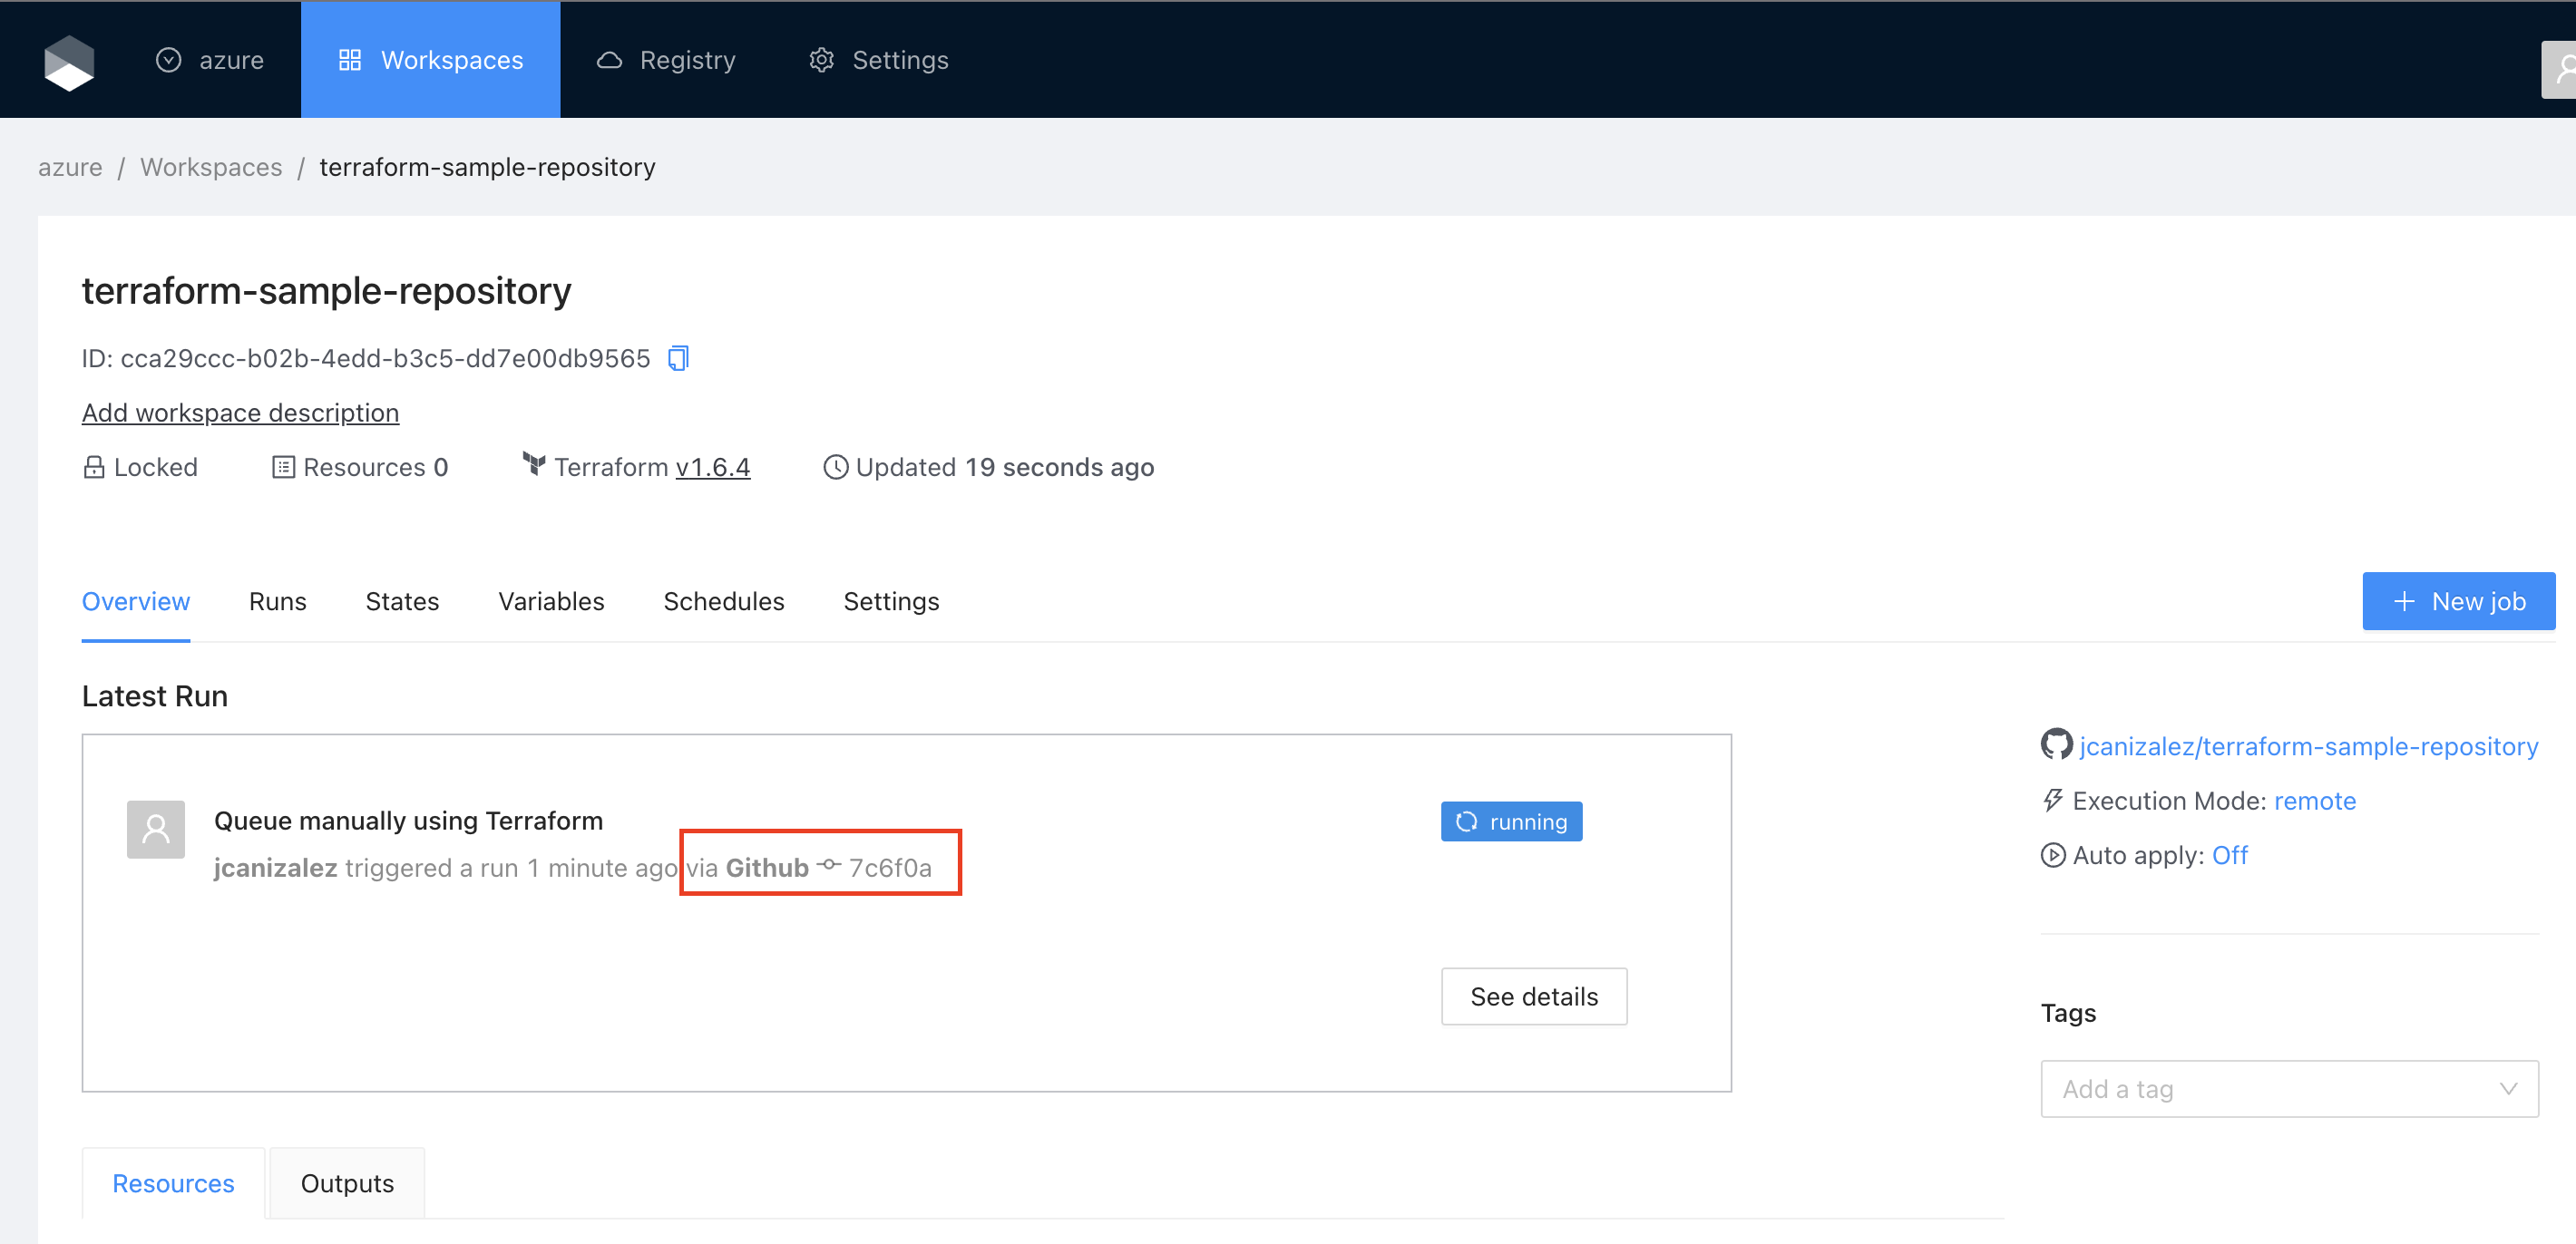 azure Workspaces Registry Settings
azure / Workspaces / terraform-sample-repository
terraform-sample-repository
ID: cca29ccc-b02b-4edd-b3c5-dd7e00db9565
Add workspace description
Locked Resources 0 Terraform v1.6.4 Updated 19 seconds ago
Overview Runs States Variables Schedules Settings + New job
Latest Run
Queue manually using Terraform running
jcanizalez triggered a run 1 minute ago via Github 7c6f0a
See details
jcanizalez/terraform-sample-repository
Execution Mode: remote
Auto apply: Off
Tags
Add a tag
Resources Outputs